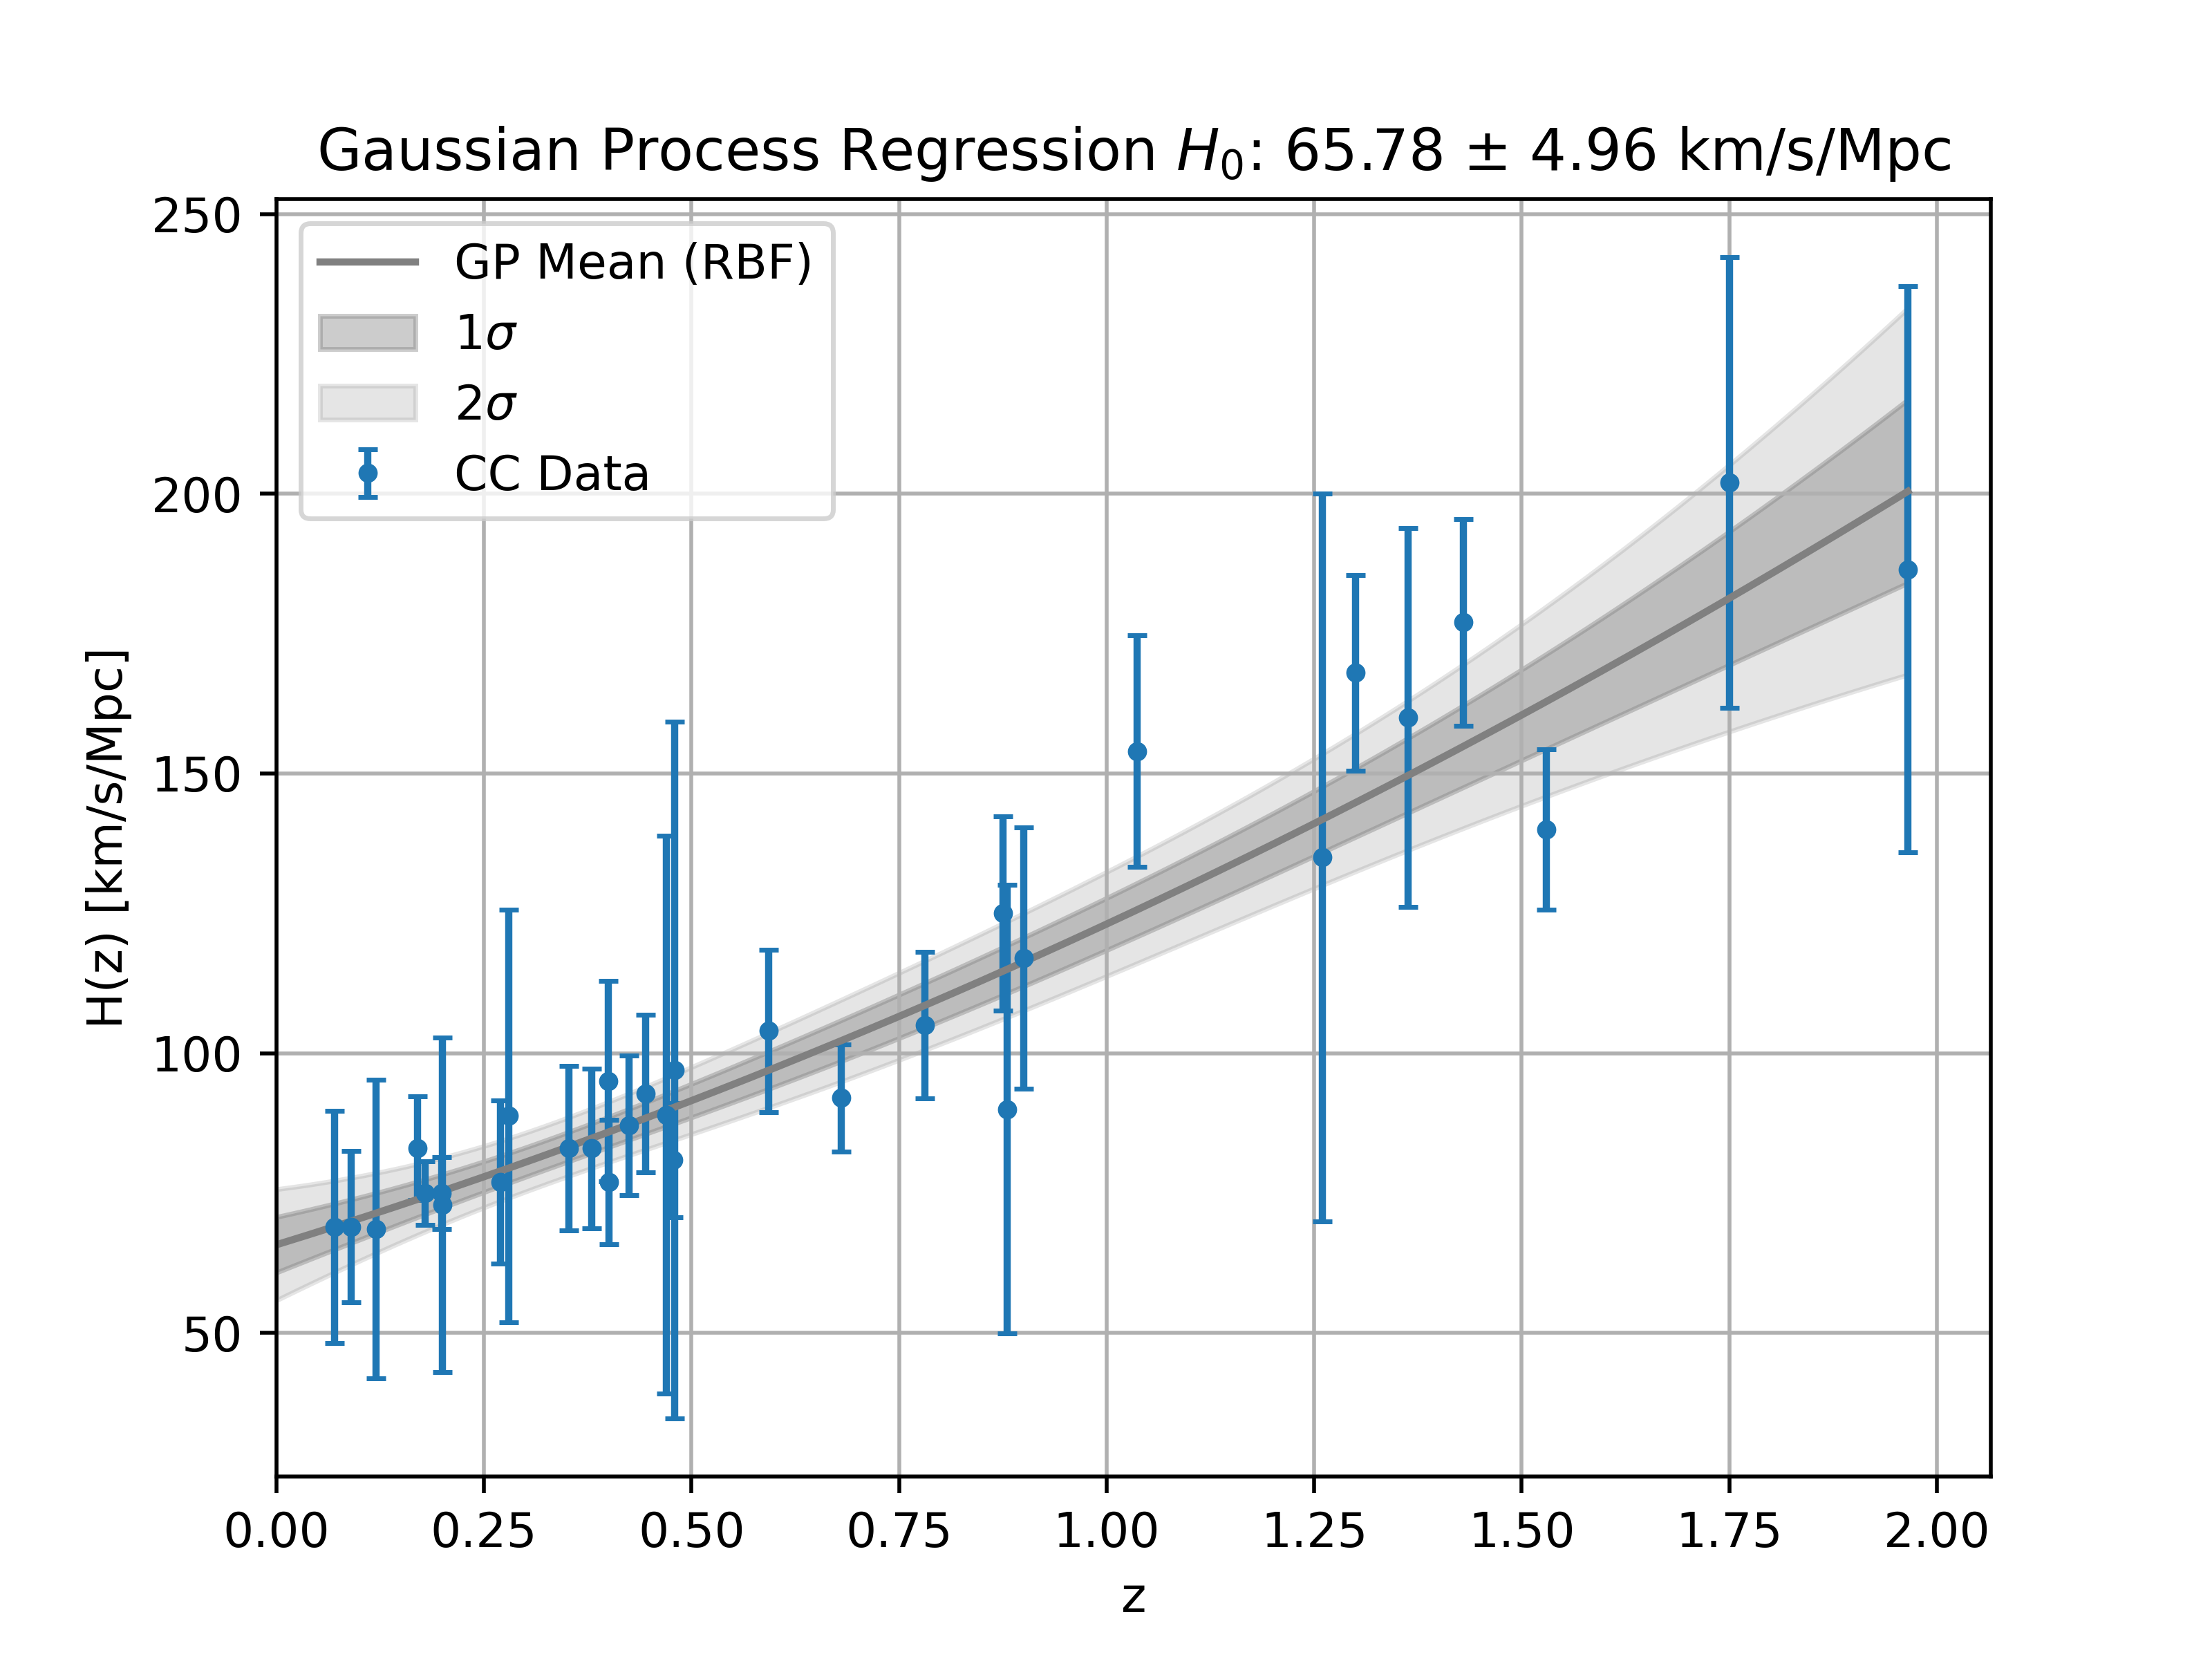 Gaussian Process Regression H₀: 65.78 ± 4.96 km/s/Mpc
GP Mean (RBF)
1σ
2σ
CC Data
H(z) [km/s/Mpc]
250
200
150
100
50
0.00 0.25 0.50 0.75 1.00 1.25 1.50 1.75 2.00
z